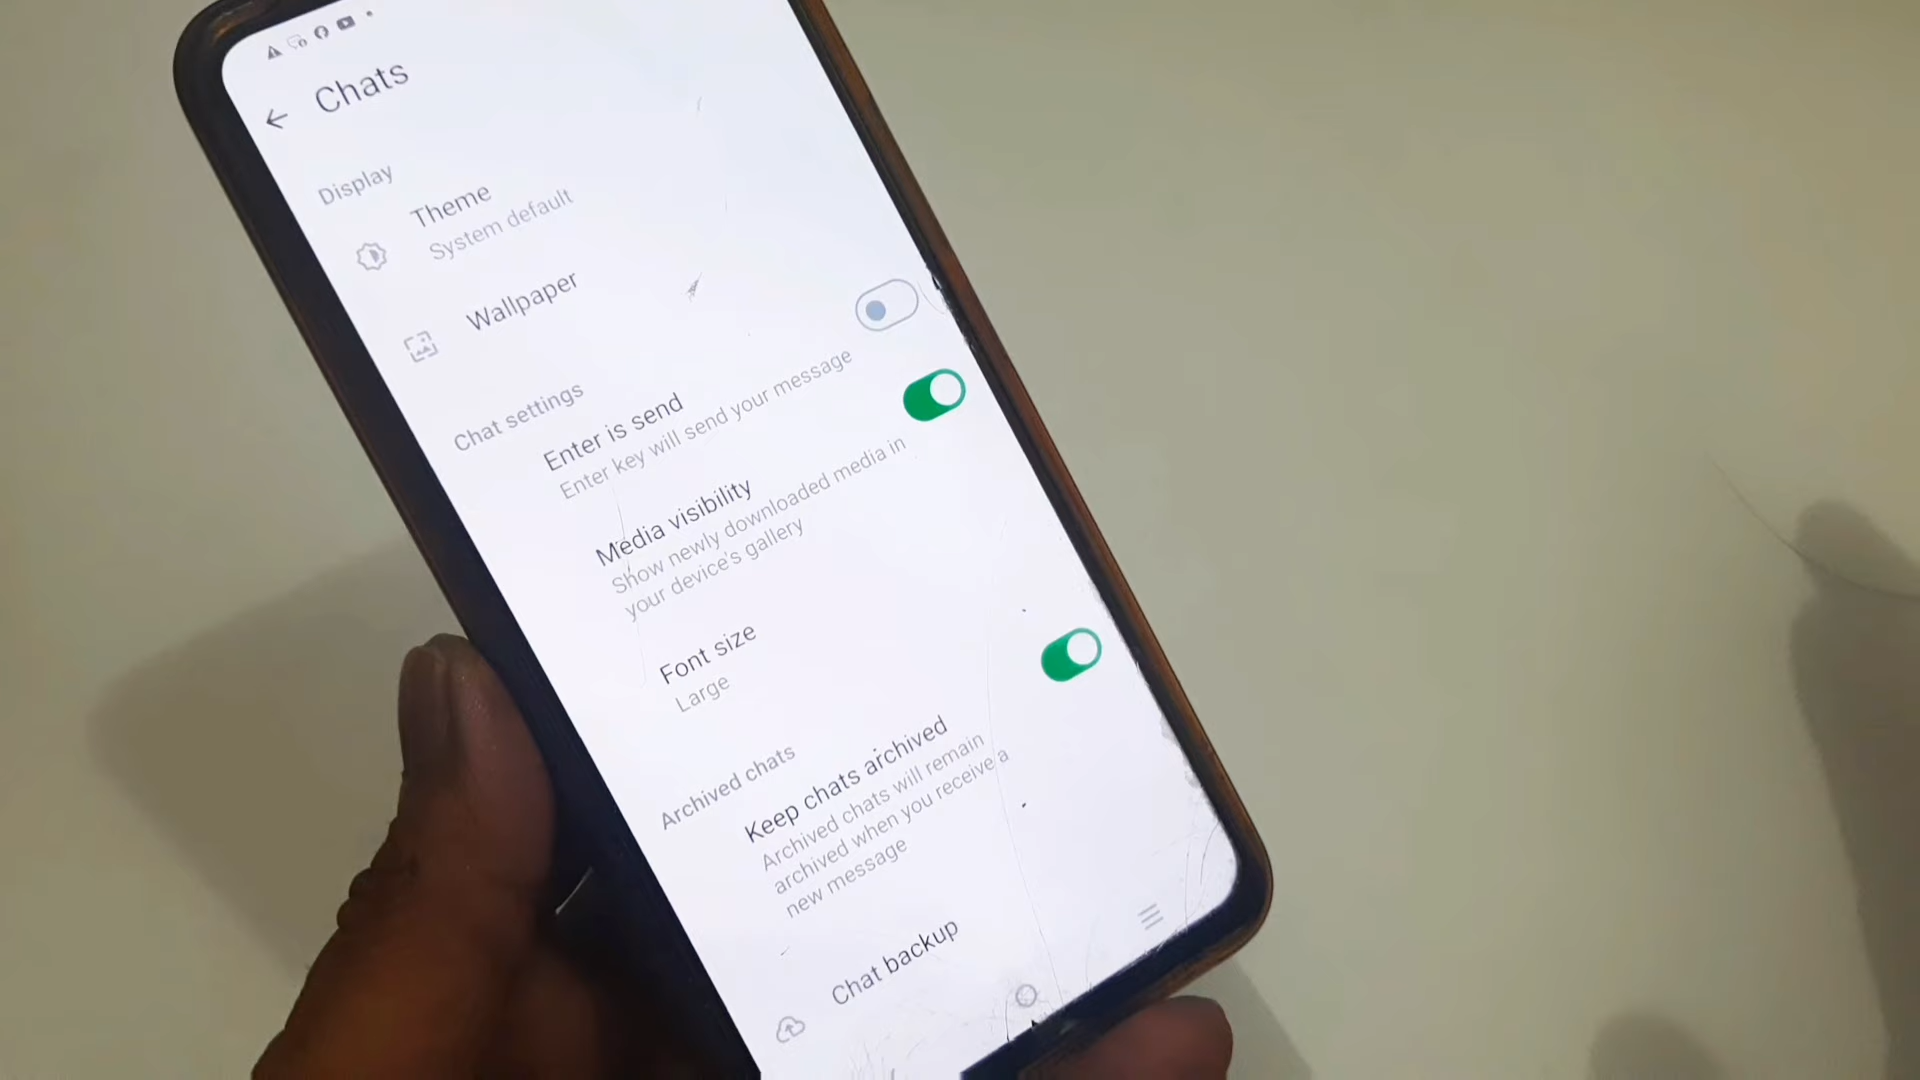 Chats
Display
Theme
System default
Wallpaper
Chat settings
Enter is send
Enter key will send your message
Media visibility
Show newly downloaded media in
your device's gallery
Font size
Large
Archived chats
Keep chats archived
Archived chats will remain
archived when you receive a
new message
Chat backup